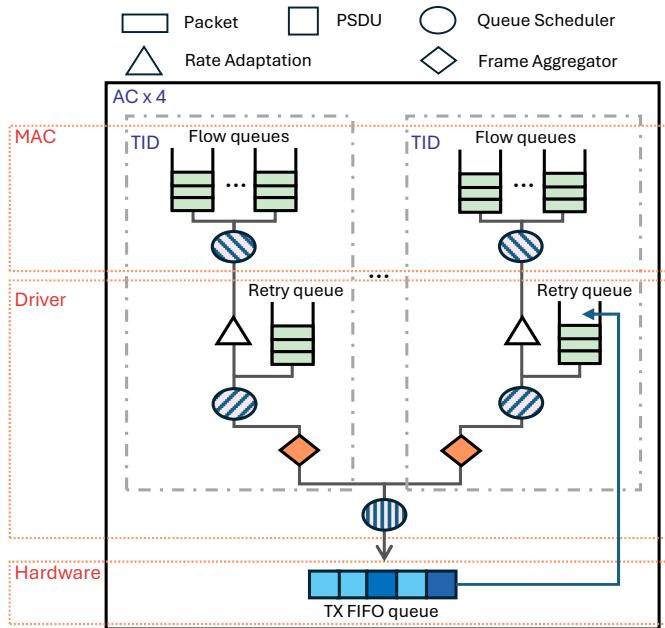 Packet
PSDU
Queue Scheduler
Rate Adaptation
Frame Aggregator
AC x 4
MAC
TID
Flow queues
...
TID
Flow queues
...
...
Driver
Retry queue
Retry queue
Hardware
TX FIFO queue